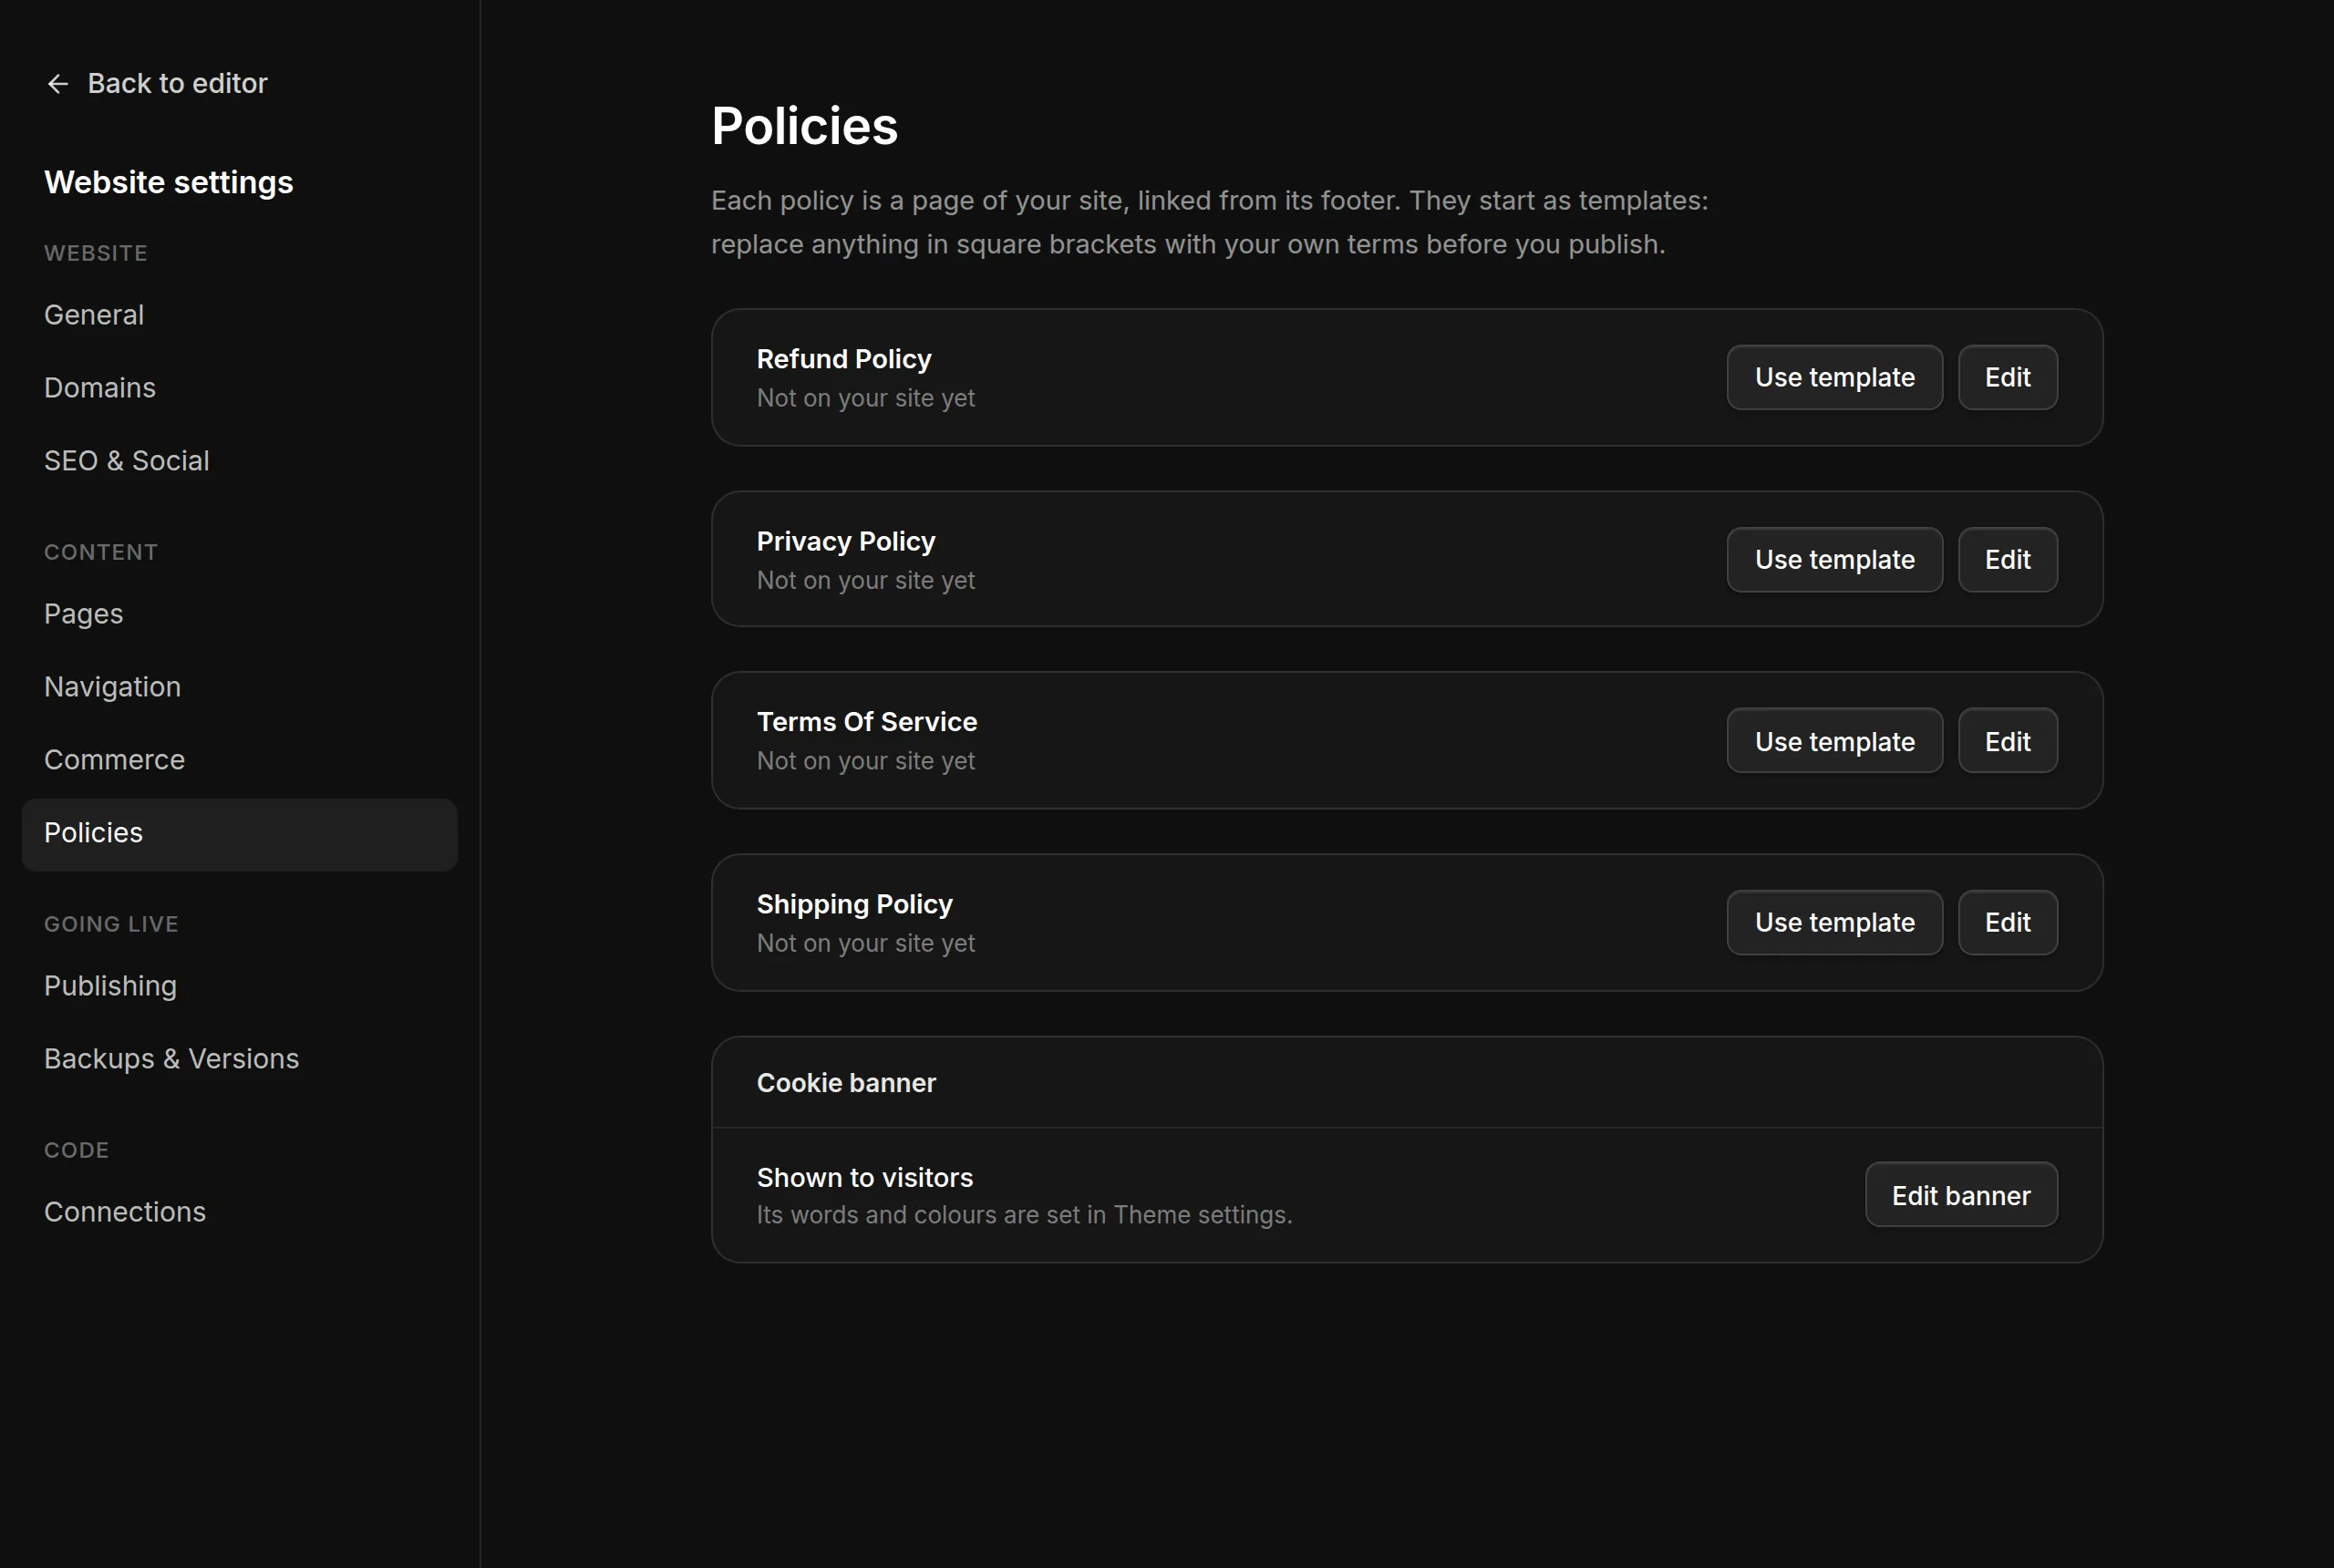 Back to editor
Website settings
WEBSITE
General
Domains
SEO & Social
CONTENT
Pages
Navigation
Commerce
Policies
GOING LIVE
Publishing
Backups & Versions
CODE
Connections
Policies
Each policy is a page of your site, linked from its footer. They start as templates:
replace anything in square brackets with your own terms before you publish.
Refund Policy
Not on your site yet
Use template
Edit
Privacy Policy
Not on your site yet
Use template
Edit
Terms Of Service
Not on your site yet
Use template
Edit
Shipping Policy
Not on your site yet
Use template
Edit
Cookie banner
Shown to visitors
Its words and colours are set in Theme settings.
Edit banner